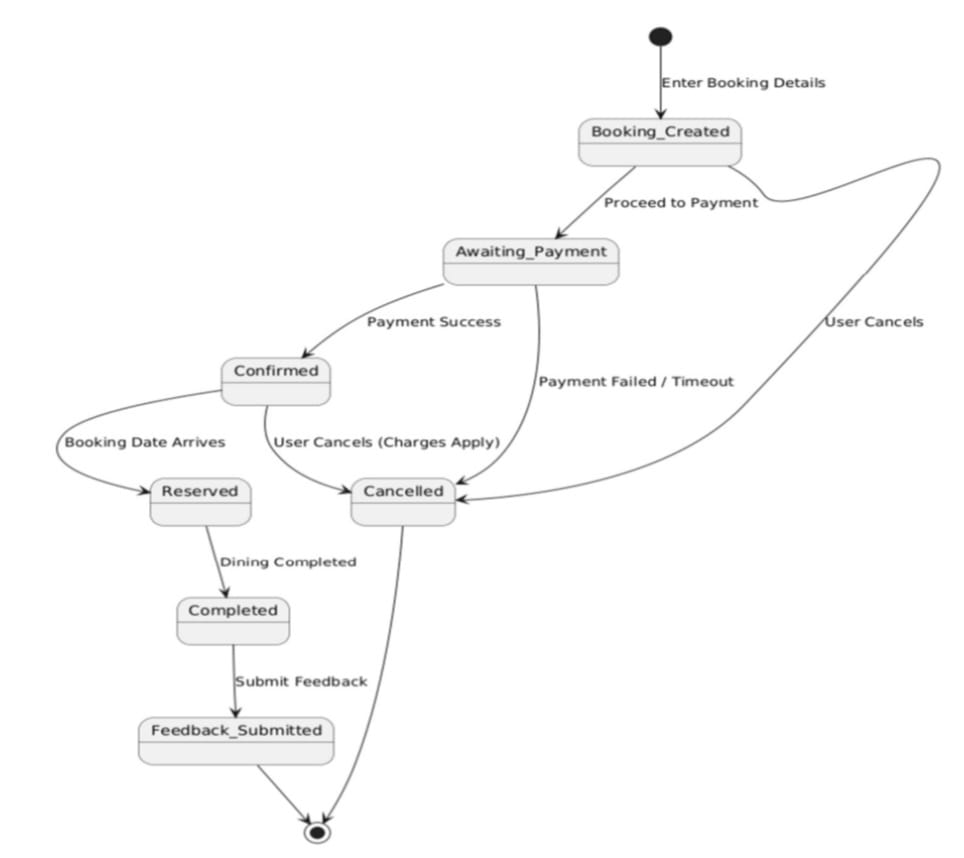 Enter Booking Details
Booking_Created
Proceed to Payment
Awaiting_Payment
Payment Success
User Cancels
Confirmed
Payment Failed / Timeout
Booking Date Arrives
User Cancels (Charges Apply)
Reserved
Cancelled
Dining Completed
Completed
Submit Feedback
Feedback_Submitted